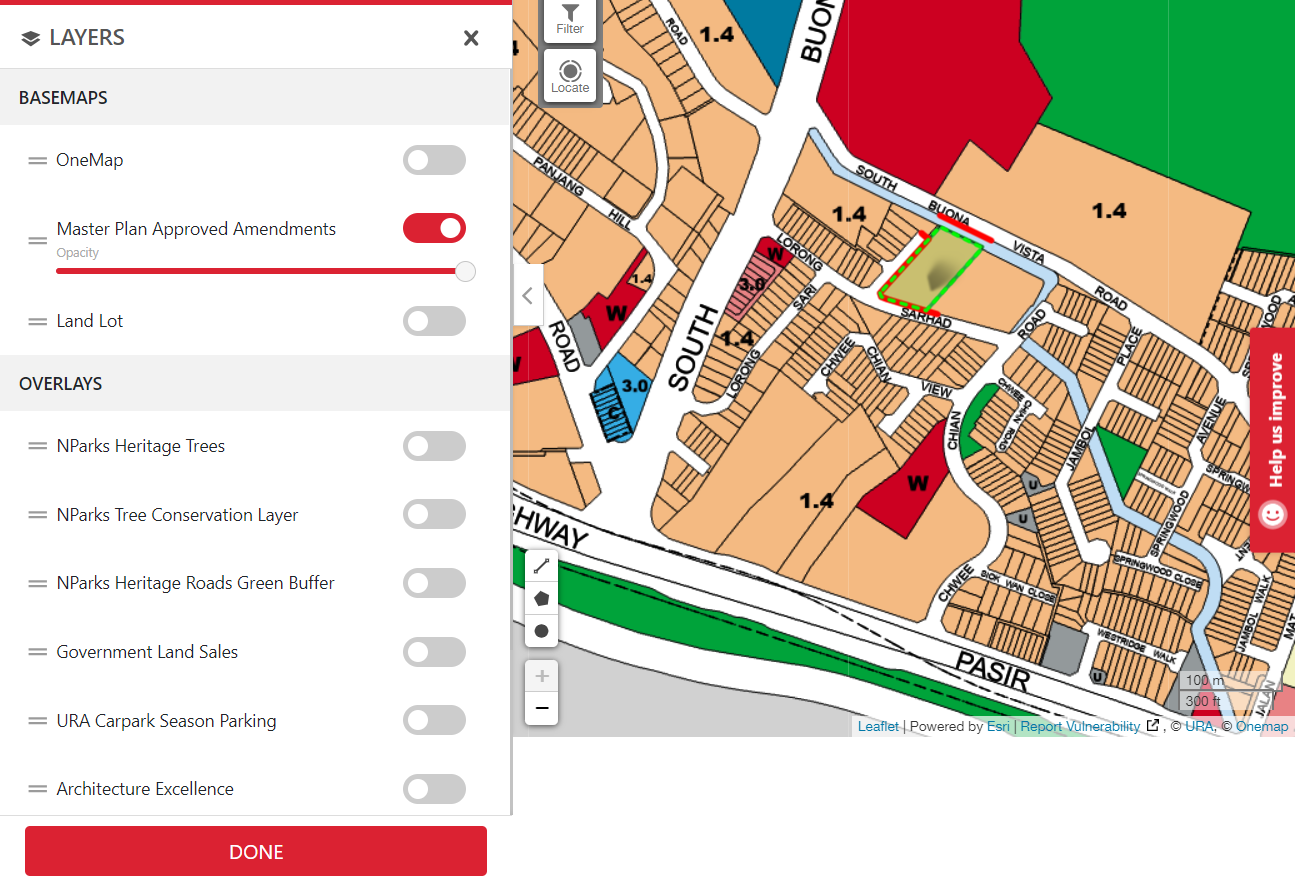 LAYERS
BASEMAPS
OneMap
Master Plan Approved Amendments
Opacity
Land Lot
OVERLAYS
NParks Heritage Trees
NParks Tree Conservation Layer
NParks Heritage Roads Green Buffer
Government Land Sales
URA Carpark Season Parking
Architecture Excellence
DONE
Filter
Locate
ROAD
1.4
BUON
PANJANG
HILL
SOUTH
BUONA
VISTA
ROAD
1.4
1.4
W
LORONG
SARI
3.0
1.4
W
1.4
SOUTH
LORONG
SARHAD
ROAD
W
3.0
C
CHWEE
CHIAN
VIEW
ROAD
PLACE
CHWEE
CHIAN
ROAD
CHIAN
JAMBOL
AVENUE
W
1.4
U
U
SPRINGWOOD
SPRINGWOOD CLOSE
HWAY
CHWEE
SICK WAN CLOSE
WESTRIDGE WALK
U
JAMBOL WALK
PASIR
JALAN
Help us improve
100 m
300 ft
Leaflet | Powered by Esri | Report Vulnerability , © URA, © Onemap